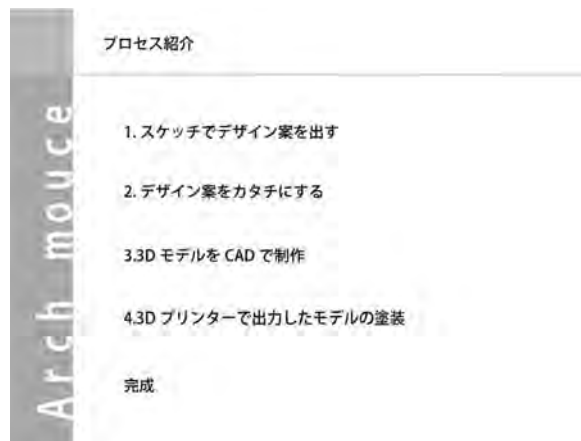 プロセス紹介
Arch mouce
1. スケッチでデザイン案を出す
2. デザイン案をカタチにする
3.3D モデルを CAD で制作
4.3D プリンターで出力したモデルの塗装
完成